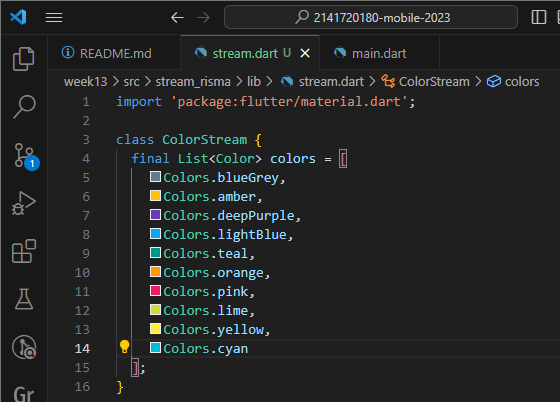 2141720180-mobile-2023
README.md
stream.dart U
main.dart
week13 > src > stream_risma > lib > stream.dart > ColorStream > colors
1 import 'package:flutter/material.dart';
2
3 class ColorStream {
4 final List<Color> colors = [
5 Colors.blueGrey,
6 Colors.amber,
7 Colors.deepPurple,
8 Colors.lightBlue,
9 Colors.teal,
10 Colors.orange,
11 Colors.pink,
12 Colors.lime,
13 Colors.yellow,
14 Colors.cyan
15 ];
16 }
1
Gr